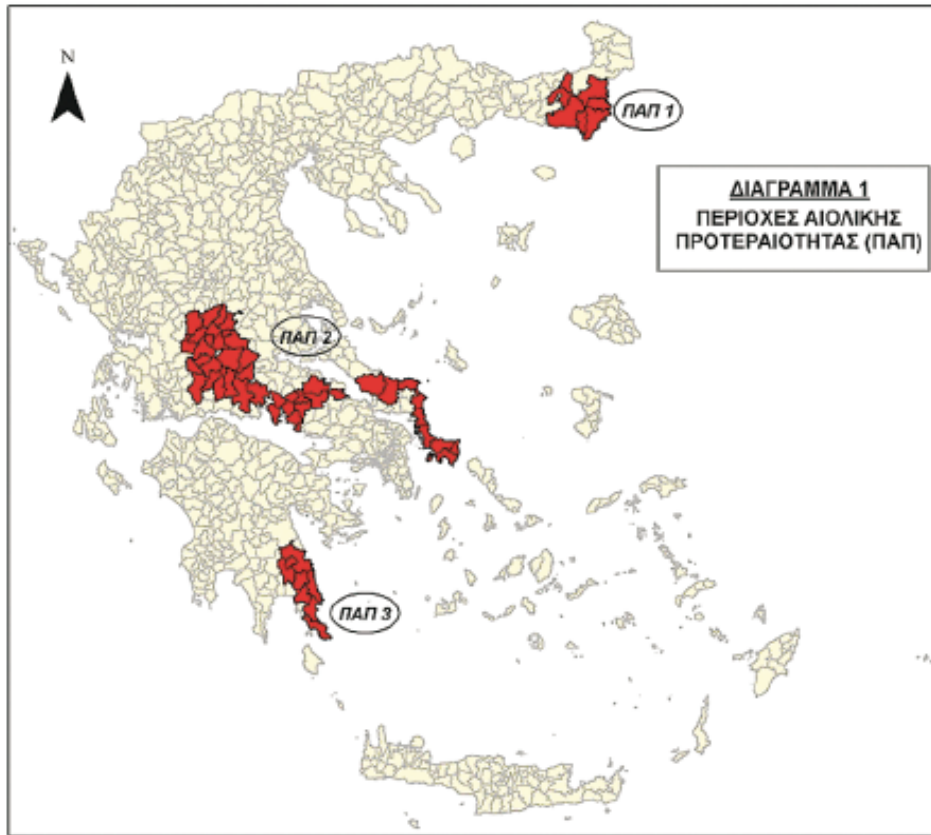 N
ΠΑΠ 1
ΔΙΑΓΡΑΜΜΑ 1
ΠΕΡΙΟΧΕΣ ΑΙΟΛΙΚΗΣ
ΠΡΟΤΕΡΑΙΟΤΗΤΑΣ (ΠΑΠ)
ΠΑΠ 2
ΠΑΠ 3